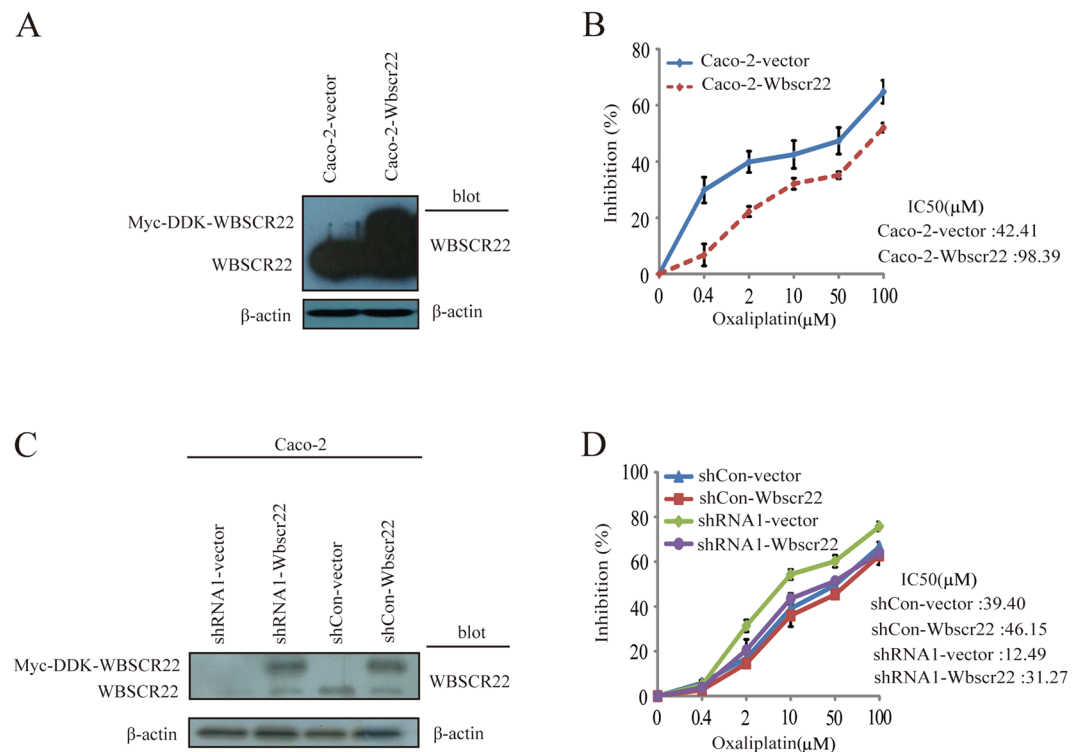 A
Caco-2-vector
Caco-2-Wbscr22
blot
Myc-DDK-WBSCR22
WBSCR22
WBSCR22
β-actin
β-actin
B
80
60
40
20
0
Inhibition (%)
Caco-2-vector
Caco-2-Wbscr22
IC50(μM)
Caco-2-vector :42.41
Caco-2-Wbscr22 :98.39
0 0.4 2 10 50 100
Oxaliplatin(μM)
C
Caco-2
shRNA1-vector
shRNA1-Wbscr22
shCon-vector
shCon-Wbscr22
blot
Myc-DDK-WBSCR22
WBSCR22
WBSCR22
β-actin
β-actin
D
100
80
60
40
20
0
Inhibition (%)
shCon-vector
shCon-Wbscr22
shRNA1-vector
shRNA1-Wbscr22
IC50(μM)
shCon-vector :39.40
shCon-Wbscr22 :46.15
shRNA1-vector :12.49
shRNA1-Wbscr22 :31.27
0 0.4 2 10 50 100
Oxaliplatin(μM)